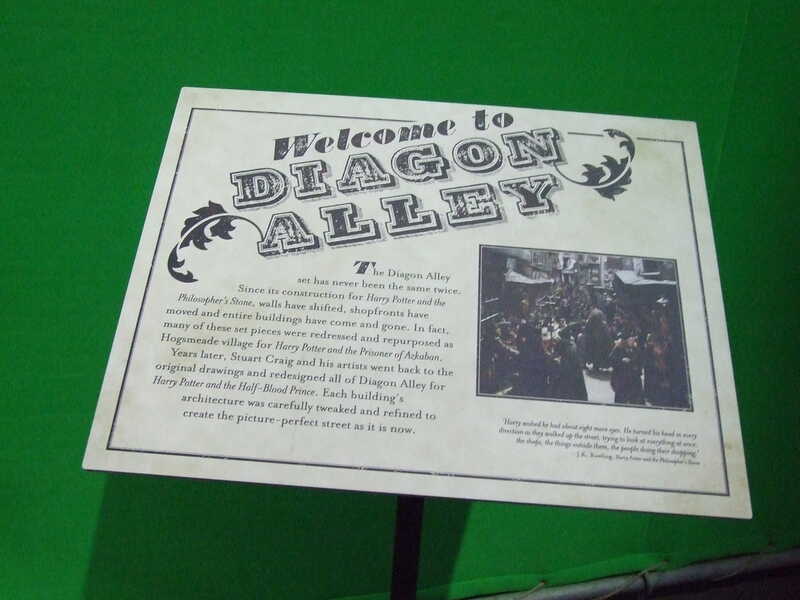 Welcome to
DIAGON
ALLEY
The Diagon Alley
set has never been the same twice.
Since its construction for Harry Potter and the
Philosopher's Stone, walls have shifted, shopfronts have
moved and entire buildings have come and gone. In fact,
many of these set pieces were redressed and repurposed as
Hogsmeade village for Harry Potter and the Prisoner of Azkaban.
Years later, Stuart Craig and his artists went back to the
original drawings and redesigned all of Diagon Alley for
Harry Potter and the Half-Blood Prince. Each building's
architecture was carefully tweaked and refined to
create the picture-perfect street as it is now.
'Harry wished he had about eight more eyes. He turned his head in every
direction as they walked up the street, trying to look at everything at once:
the shops, the things outside them, the people doing their shopping.'
J.K. Rowling, Harry Potter and the Philosopher's Stone